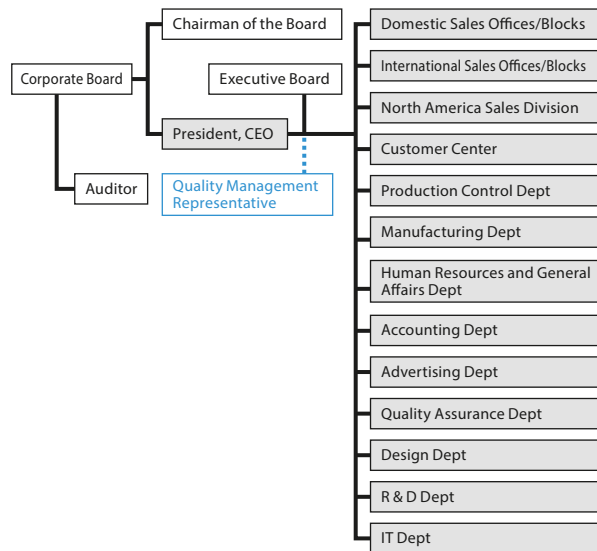 Chairman of the Board
Corporate Board
Executive Board
President, CEO
Auditor
Quality Management
Representative
Domestic Sales Offices/Blocks
International Sales Offices/Blocks
North America Sales Division
Customer Center
Production Control Dept
Manufacturing Dept
Human Resources and General
Affairs Dept
Accounting Dept
Advertising Dept
Quality Assurance Dept
Design Dept
R & D Dept
IT Dept